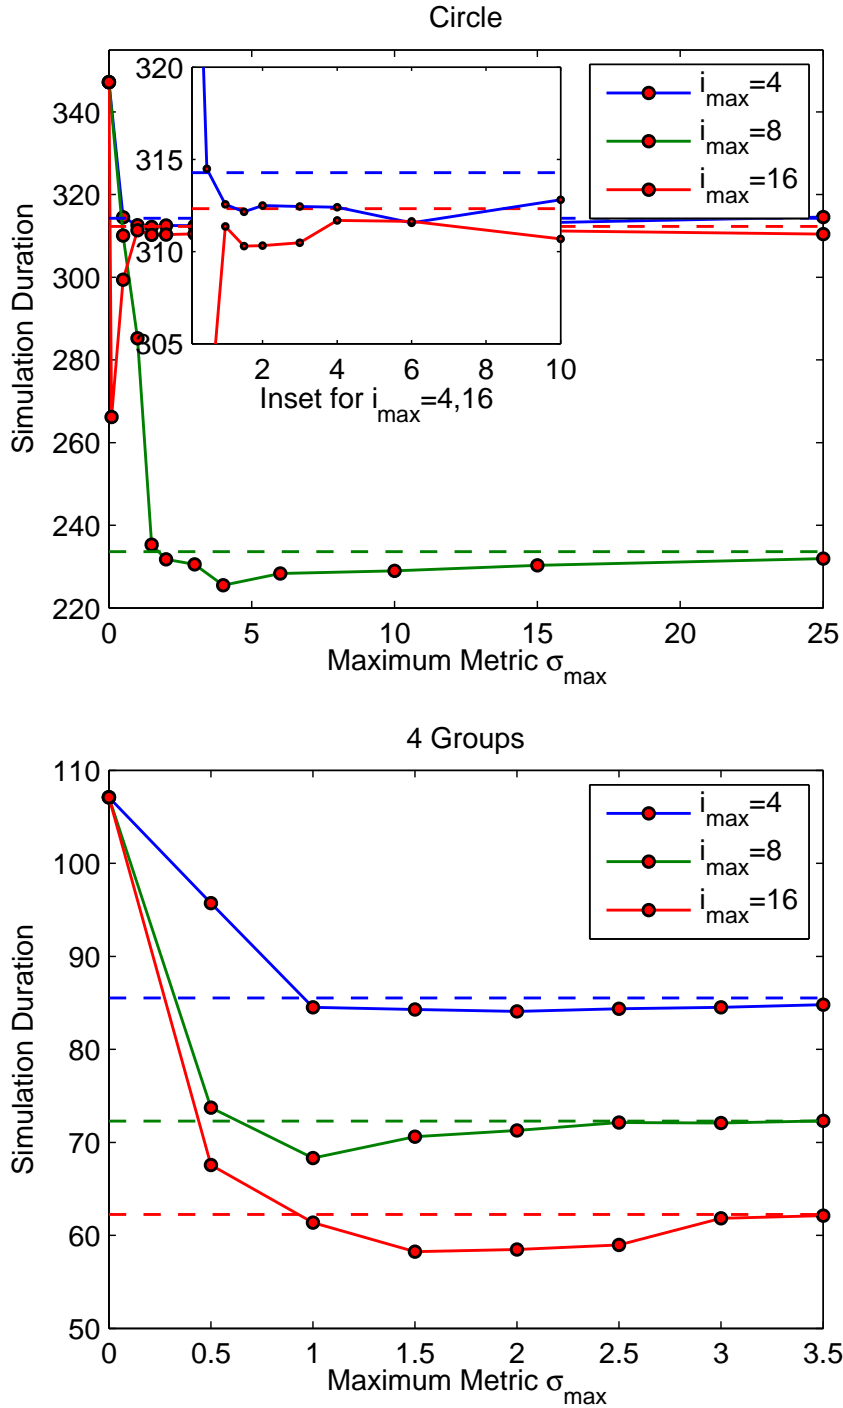 Circle
Simulation Duration
340
320
300
280
260
240
220
0
5
10
15
20
25
Maximum Metric σmax
320
315
310
305
2
4
6
8
10
Inset for imax=4,16
imax=4
imax=8
imax=16
4 Groups
Simulation Duration
110
100
90
80
70
60
50
0
0.5
1
1.5
2
2.5
3
3.5
Maximum Metric σmax
imax=4
imax=8
imax=16